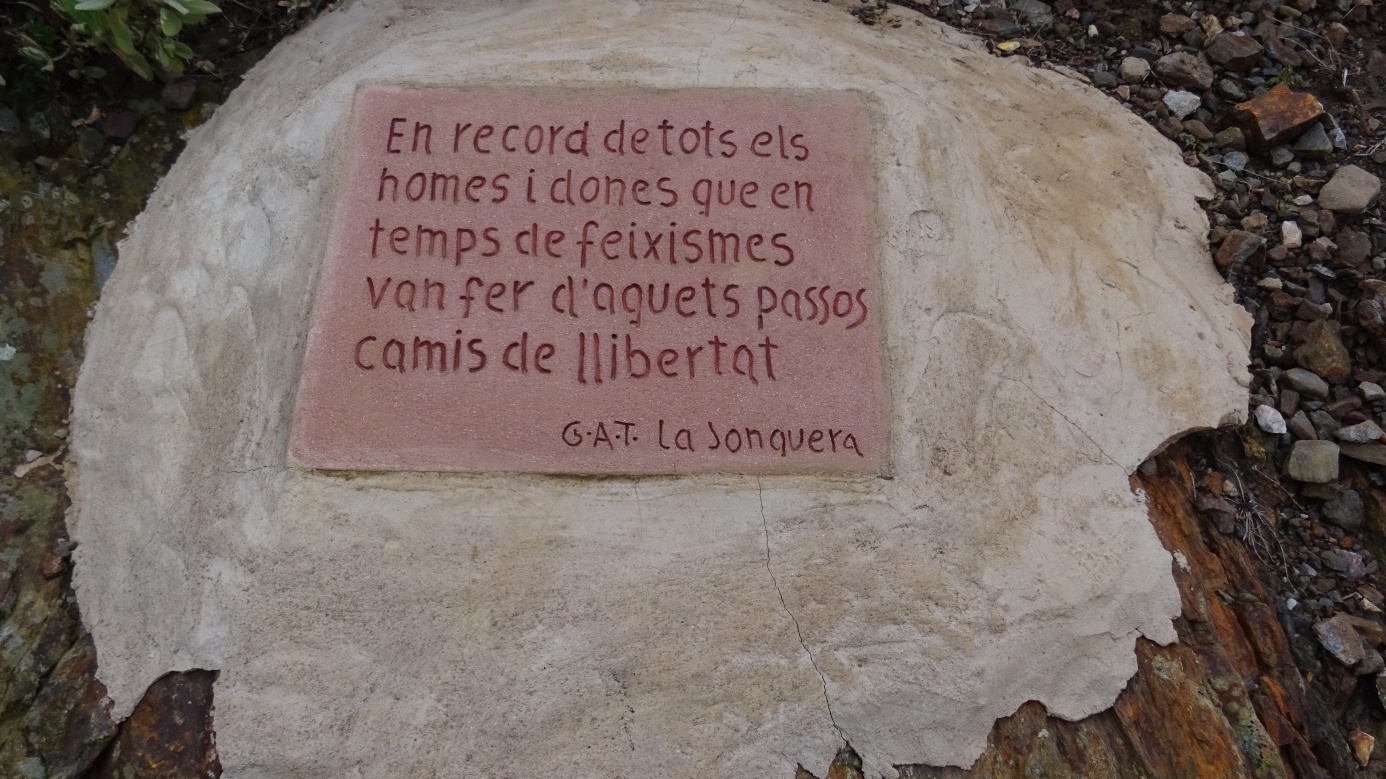 En record de tots els
homes i dones que en
temps de feixismes
van fer d'aquets passos
camis de llibertat
G.A.T. La Jonquera